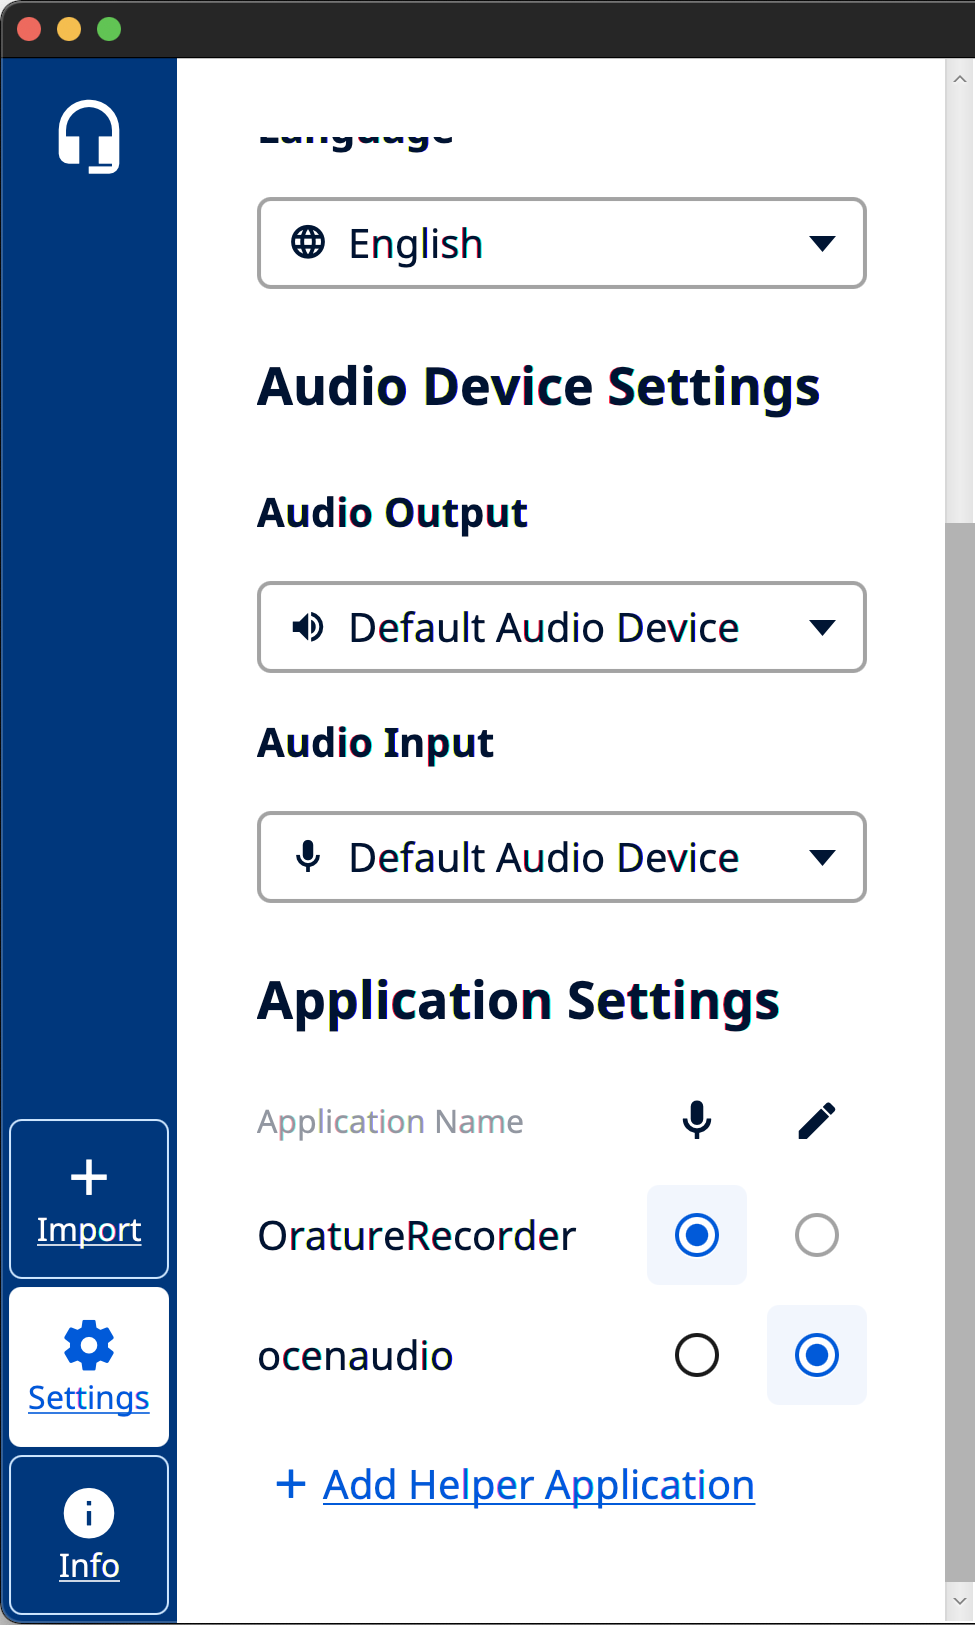 Language
English
Audio Device Settings
Audio Output
Default Audio Device
Audio Input
Default Audio Device
Application Settings
Application Name
OratureRecorder
ocenaudio
+ Add Helper Application
Import
Settings
Info